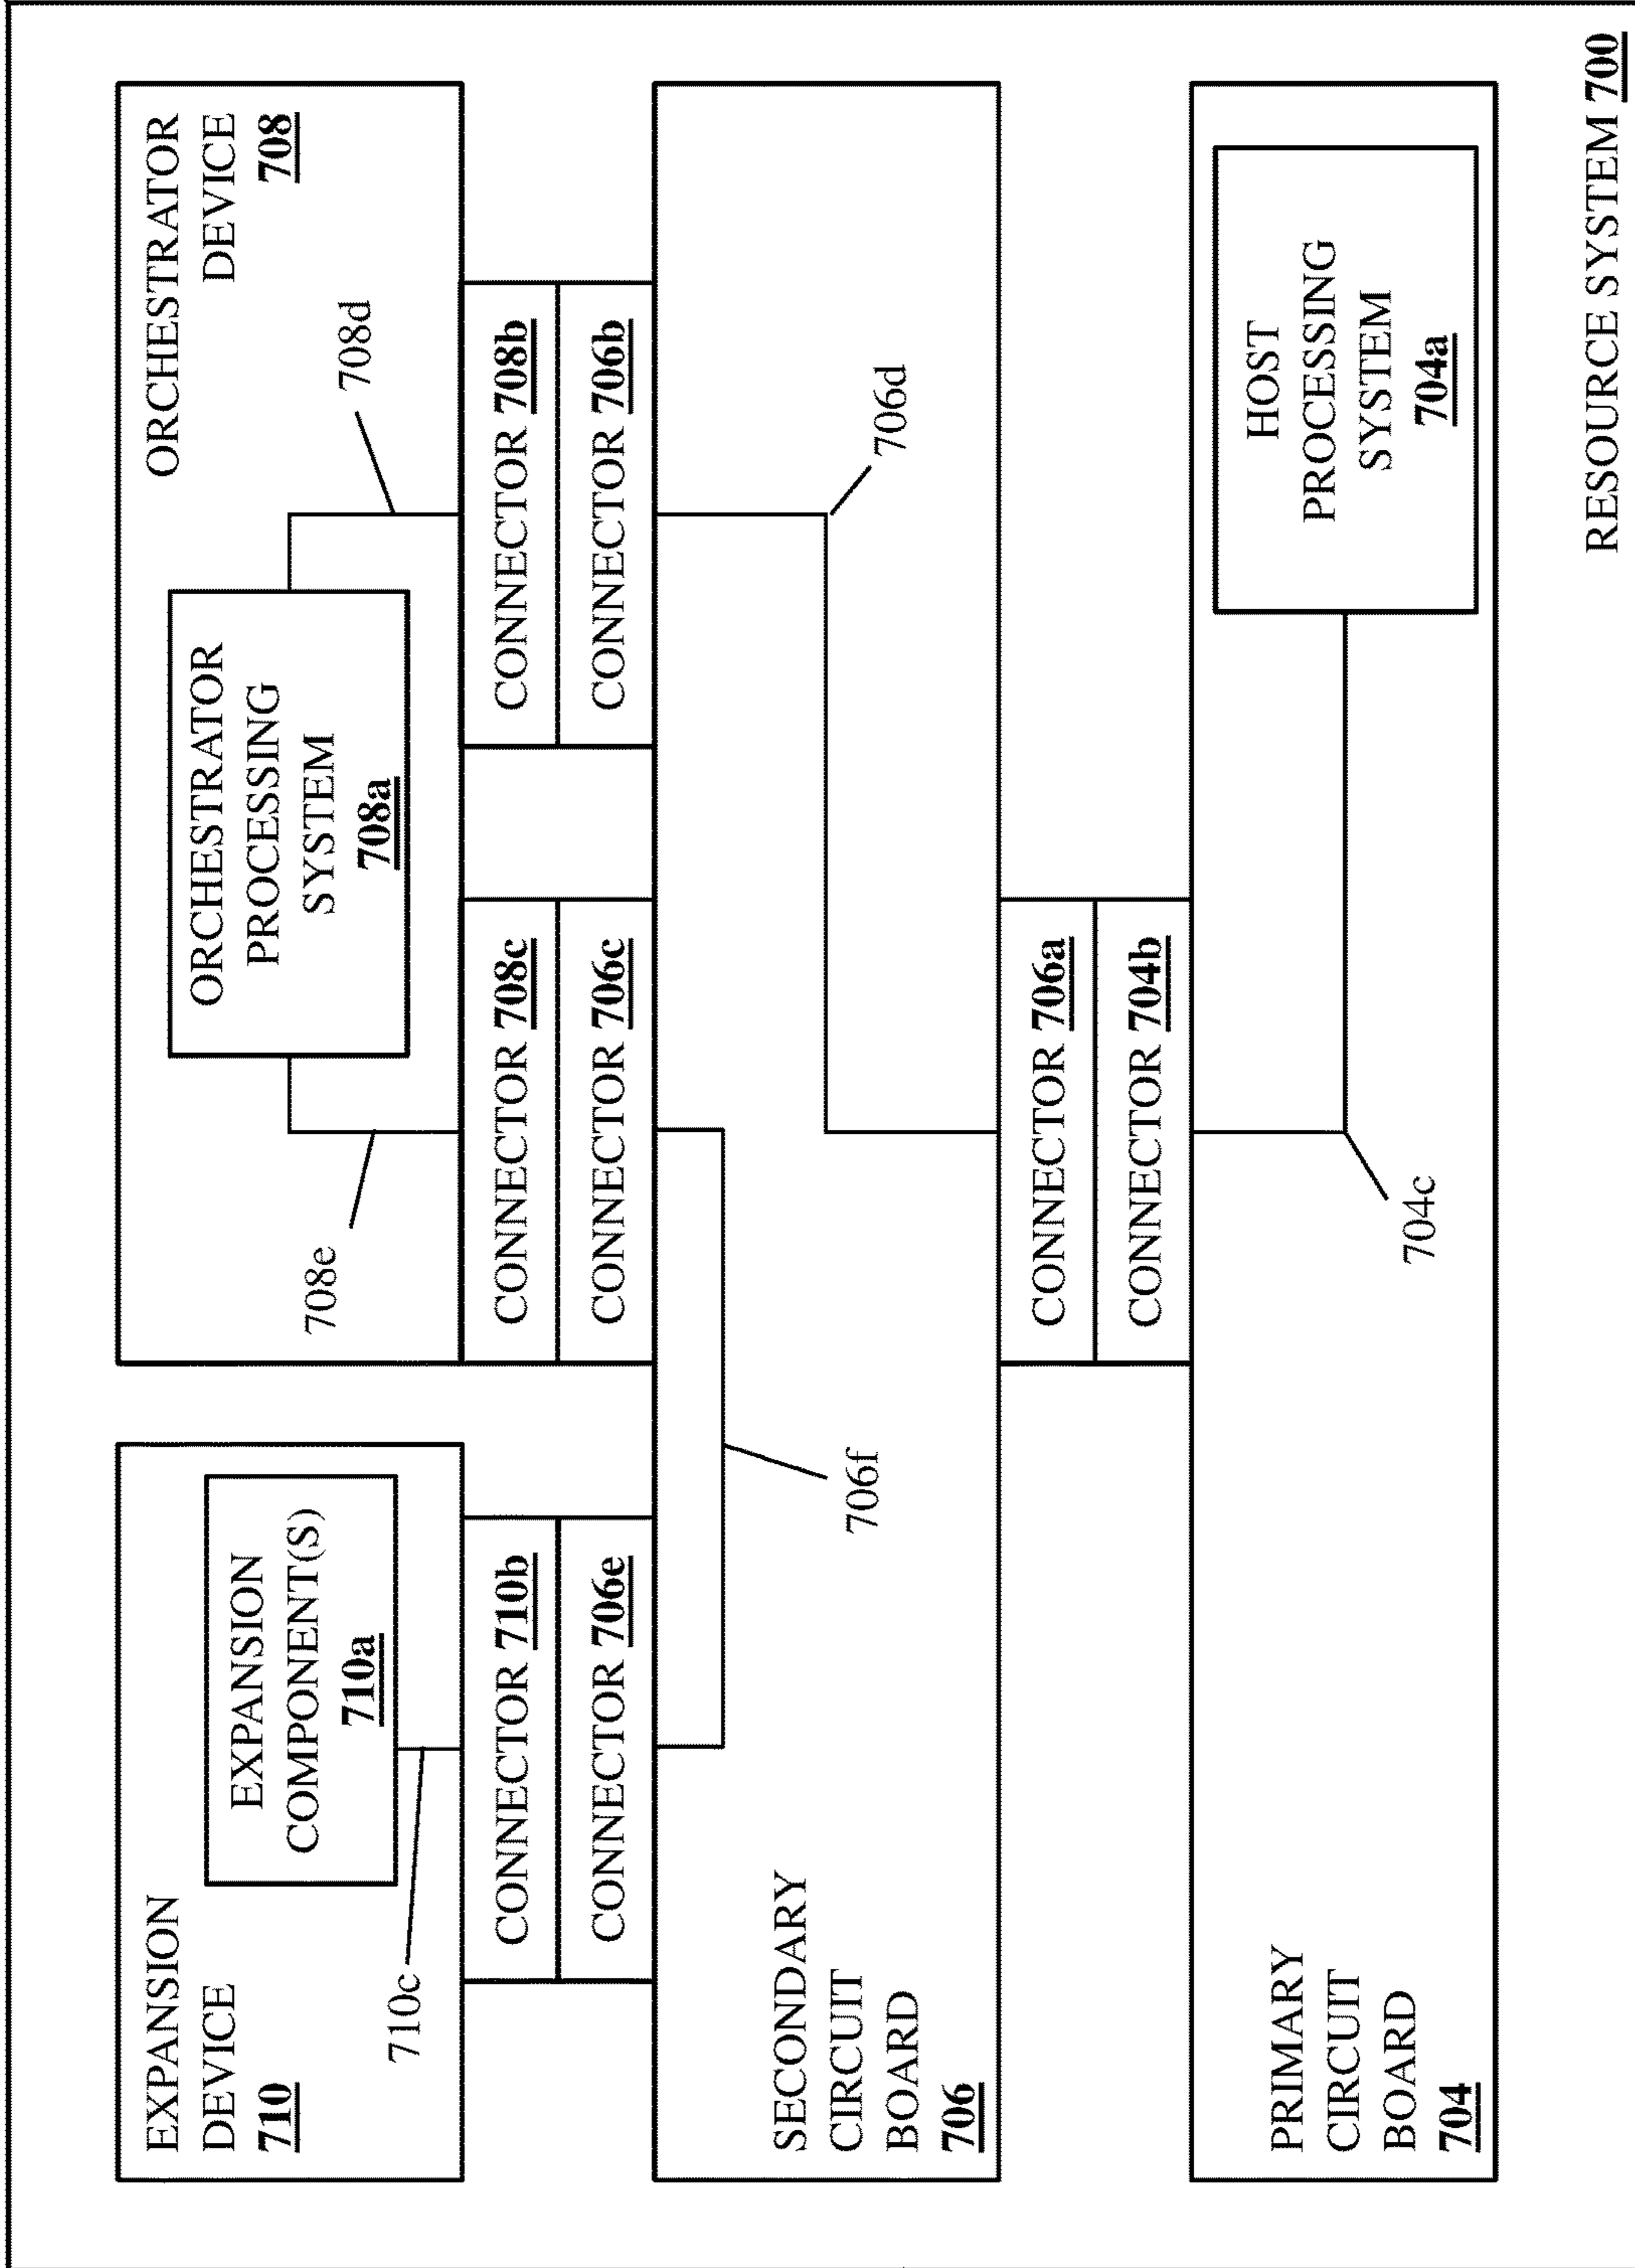 EXPANSION
DEVICE
710
EXPANSION
COMPONENT(S)
710a
710c
ORCHESTRATOR
DEVICE
708
ORCHESTRATOR
PROCESSING
SYSTEM
708a
708e
708d
CONNECTOR 710b
CONNECTOR 706e
CONNECTOR 708c
CONNECTOR 706c
CONNECTOR 708b
CONNECTOR 706b
SECONDARY
CIRCUIT
BOARD
706
706f
706d
CONNECTOR 706a
CONNECTOR 704b
PRIMARY
CIRCUIT
BOARD
704
704c
HOST
PROCESSING
SYSTEM
704a
RESOURCE SYSTEM 700